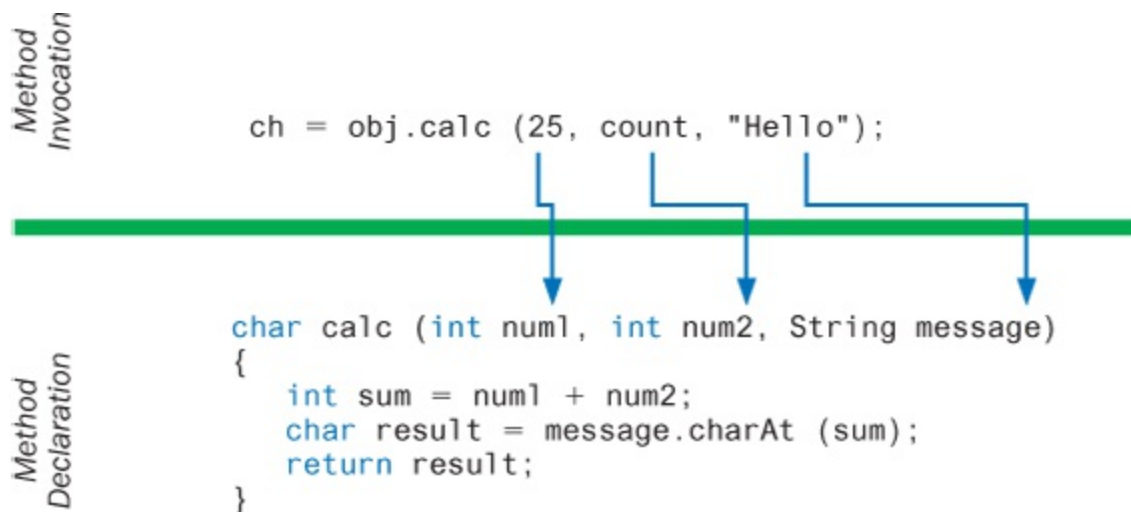 Method
Invocation
ch = obj.calc (25, count, "Hello");
Method
Declaration
char calc (int num1, int num2, String message)
{
int sum = num1 + num2;
char result = message.charAt (sum);
return result;
}